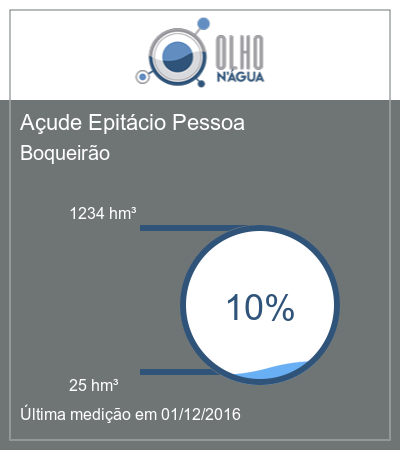 OLHO
N'ÁGUA
Açude Epitácio Pessoa
Boqueirão
1234 hm³
10%
25 hm³
Última medição em 01/12/2016